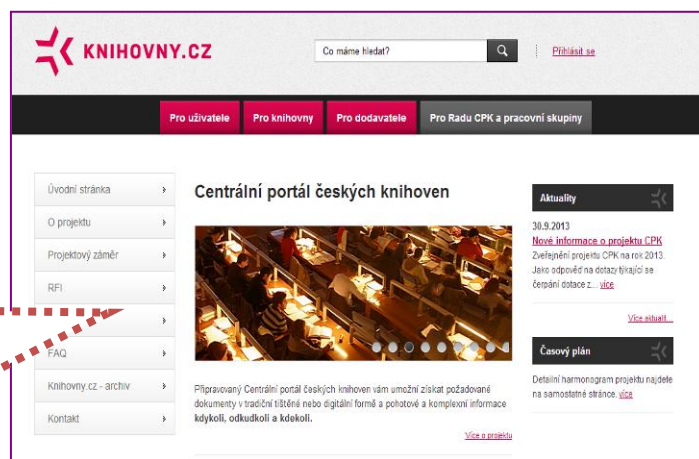 KNIHOVNY.CZ
Co máme hledat?
Přihlásit se
Pro uživatele
Pro knihovny
Pro dodavatele
Pro Radu CPK a pracovní skupiny
Úvodní stránka
O projektu
Projektový záměr
RFI
FAQ
Knihovny.cz - archiv
Kontakt
Centrální portál českých knihoven
Připravovaný Centrální portál českých knihoven vám umožní získat požadované
dokumenty v tradiční tištěné nebo digitální formě a pohotové a komplexní informace
kdykoli, odkudkoli a kdekoli.
Více o projektu
Aktuality
30.9.2013
Nové informace o projektu CPK
Zveřejnění projektu CPK na rok 2013.
Jako odpověď na dotazy týkající se
čerpání dotace z... více
Více aktualit...
Časový plán
Detailní harmonogram projektu najdete
na samostatné stránce. více